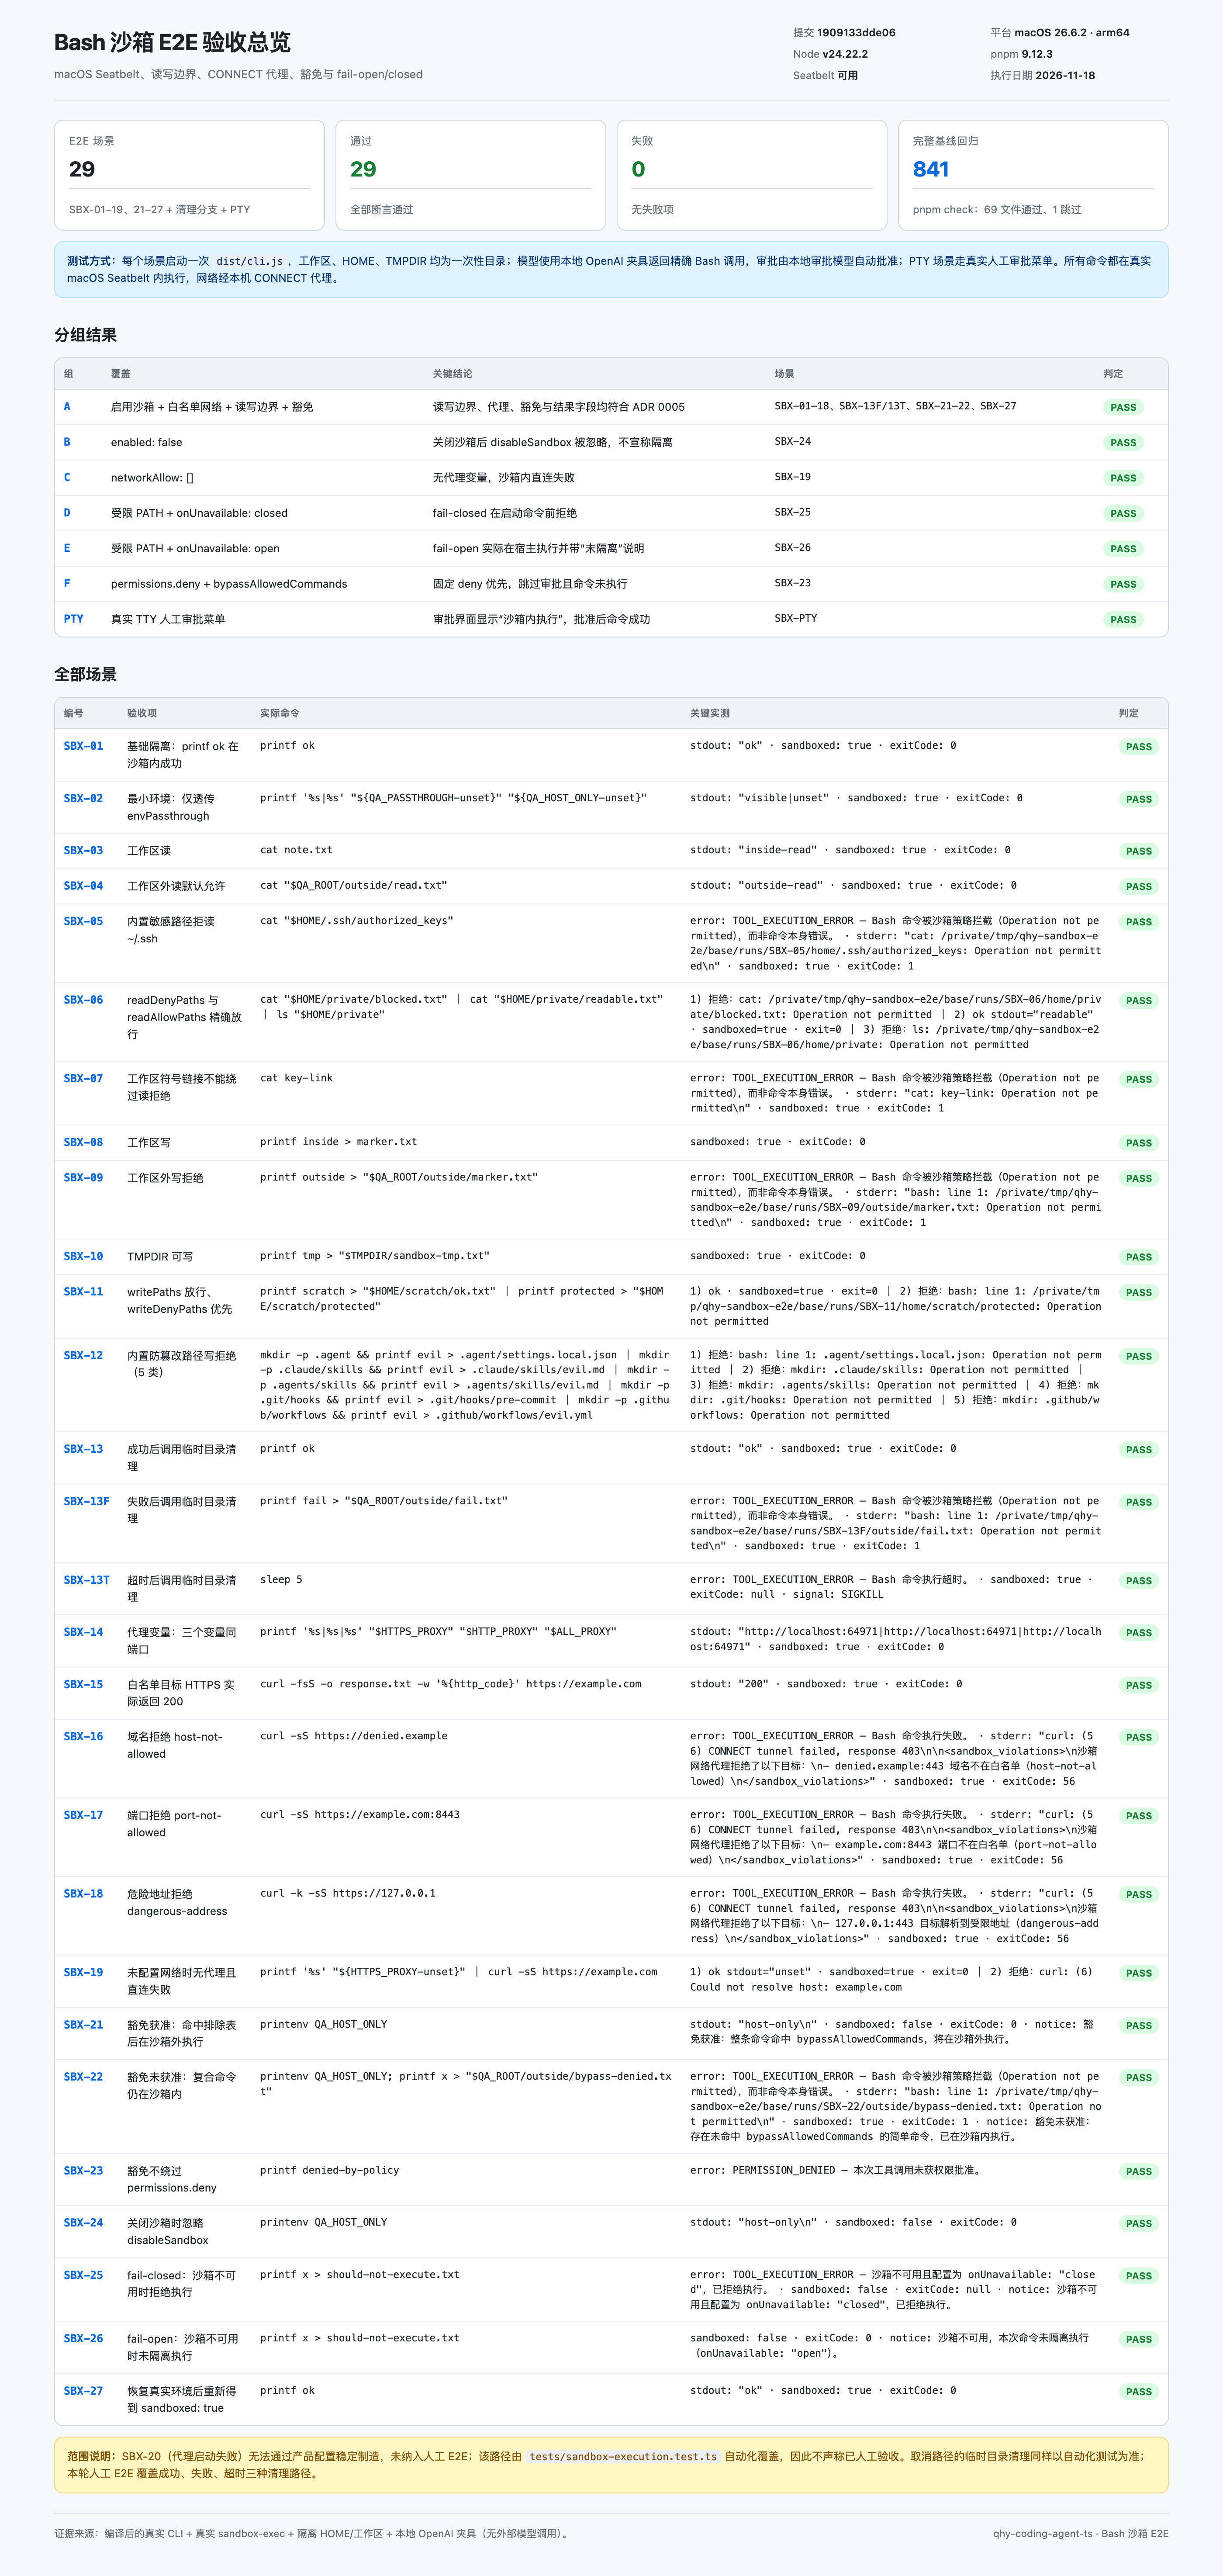 Bash 沙箱 E2E 验收总览
macOS Seatbelt、读写边界、CONNECT 代理、豁免与 fail-open/closed
提交 1909133dde06
平台 macOS 26.6.2 · arm64
Node v24.22.2
pnpm 9.12.3
Seatbelt 可用
执行日期 2026-11-18
E2E 场景
29
SBX-01–19、21–27 + 清理分支 + PTY
通过
29
全部断言通过
失败
0
无失败项
完整基线回归
841
pnpm check：69 文件通过、1 跳过
测试方式：每个场景启动一次 dist/cli.js，工作区、HOME、TMPDIR 均为一次性目录；模型使用本地 OpenAI 夹具返回精确 Bash 调用，审批由本地审批模型自动批准；PTY 场景走真实人工审批菜单。所有命令都在真实
macOS Seatbelt 内执行，网络经本机 CONNECT 代理。
分组结果
组 覆盖 关键结论 场景 判定
A 启用沙箱 + 白名单网络 + 读写边界 + 豁免 读写边界、代理、豁免与结果字段均符合 ADR 0005 SBX-01–18、SBX-13F/13T、SBX-21–22、SBX-27 PASS
B enabled: false 关闭沙箱后 disableSandbox 被忽略，不宣称隔离 SBX-24 PASS
C networkAllow: [] 无代理变量，沙箱内直连失败 SBX-19 PASS
D 受限 PATH + onUnavailable: closed fail-closed 在启动命令前拒绝 SBX-25 PASS
E 受限 PATH + onUnavailable: open fail-open 实际在宿主执行并带“未隔离”说明 SBX-26 PASS
F permissions.deny + bypassAllowedCommands 固定 deny 优先，跳过审批且命令未执行 SBX-23 PASS
PTY 真实 TTY 人工审批菜单 审批界面显示“沙箱内执行”，批准后命令成功 SBX-PTY PASS
全部场景
编号 验收项 实际命令 关键实测 判定
SBX-01 基础隔离：printf ok 在 printf ok stdout: "ok" · sandboxed: true · exitCode: 0 PASS
沙箱内成功
SBX-02 最小环境：仅透传 printf '%s|%s' "${QA_PASSTHROUGH-unset}" "${QA_HOST_ONLY-unset}" stdout: "visible|unset" · sandboxed: true · exitCode: 0 PASS
envPassthrough
SBX-03 工作区读 cat note.txt stdout: "inside-read" · sandboxed: true · exitCode: 0 PASS
SBX-04 工作区外读默认允许 cat "$QA_ROOT/outside/read.txt" stdout: "outside-read" · sandboxed: true · exitCode: 0 PASS
SBX-05 内置敏感路径拒读 cat "$HOME/.ssh/authorized_keys" error: TOOL_EXECUTION_ERROR — Bash 命令被沙箱策略拦截（Operation not pe PASS
~/.ssh rmitted），而非命令本身错误。 · stderr: "cat: /private/tmp/qhy-sandbox-e
2e/base/runs/SBX-05/home/.ssh/authorized_keys: Operation not permitt
ed\n" · sandboxed: true · exitCode: 1
SBX-06 readDenyPaths 与 cat "$HOME/private/blocked.txt" ｜ cat "$HOME/private/readable.txt" 1) 拒绝：cat: /private/tmp/qhy-sandbox-e2e/base/runs/SBX-06/home/priv PASS
readAllowPaths 精确放 ｜ ls "$HOME/private" ate/blocked.txt: Operation not permitted ｜ 2) ok stdout="readable"
行 · sandboxed=true · exit=0 ｜ 3) 拒绝：ls: /private/tmp/qhy-sandbox-e2
e/base/runs/SBX-06/home/private: Operation not permitted
SBX-07 工作区符号链接不能绕 cat key-link error: TOOL_EXECUTION_ERROR — Bash 命令被沙箱策略拦截（Operation not pe PASS
过读拒绝 rmitted），而非命令本身错误。 · stderr: "cat: key-link: Operation not pe
rmitted\n" · sandboxed: true · exitCode: 1
SBX-08 工作区写 printf inside > marker.txt sandboxed: true · exitCode: 0 PASS
SBX-09 工作区外写拒绝 printf outside > "$QA_ROOT/outside/marker.txt" error: TOOL_EXECUTION_ERROR — Bash 命令被沙箱策略拦截（Operation not pe PASS
rmitted），而非命令本身错误。 · stderr: "bash: line 1: /private/tmp/qhy-
sandbox-e2e/base/runs/SBX-09/outside/marker.txt: Operation not permi
tted\n" · sandboxed: true · exitCode: 1
SBX-10 TMPDIR 可写 printf tmp > "$TMPDIR/sandbox-tmp.txt" sandboxed: true · exitCode: 0 PASS
SBX-11 writePaths 放行、 printf scratch > "$HOME/scratch/ok.txt" ｜ printf protected > "$HOM 1) ok · sandboxed=true · exit=0 ｜ 2) 拒绝：bash: line 1: /private/tm PASS
writeDenyPaths 优先 E/scratch/protected" p/qhy-sandbox-e2e/base/runs/SBX-11/home/scratch/protected: Operation
not permitted
SBX-12 内置防篡改路径写拒绝 mkdir -p .agent && printf evil > .agent/settings.local.json ｜ mkdir 1) 拒绝：bash: line 1: .agent/settings.local.json: Operation not perm PASS
（5 类） -p .claude/skills && printf evil > .claude/skills/evil.md ｜ mkdir - itted ｜ 2) 拒绝：mkdir: .claude/skills: Operation not permitted ｜
p .agents/skills && printf evil > .agents/skills/evil.md ｜ mkdir -p 3) 拒绝：mkdir: .agents/skills: Operation not permitted ｜ 4) 拒绝：mk
.git/hooks && printf evil > .git/hooks/pre-commit ｜ mkdir -p .githu dir: .git/hooks: Operation not permitted ｜ 5) 拒绝：mkdir: .github/w
b/workflows && printf evil > .github/workflows/evil.yml orkflows: Operation not permitted
SBX-13 成功后调用临时目录清 printf ok stdout: "ok" · sandboxed: true · exitCode: 0 PASS
理
SBX-13F 失败后调用临时目录清 printf fail > "$QA_ROOT/outside/fail.txt" error: TOOL_EXECUTION_ERROR — Bash 命令被沙箱策略拦截（Operation not pe PASS
理 rmitted），而非命令本身错误。 · stderr: "bash: line 1: /private/tmp/qhy-
sandbox-e2e/base/runs/SBX-13F/outside/fail.txt: Operation not permit
ted\n" · sandboxed: true · exitCode: 1
SBX-13T 超时后调用临时目录清 sleep 5 error: TOOL_EXECUTION_ERROR — Bash 命令执行超时。 · sandboxed: true · PASS
理 exitCode: null · signal: SIGKILL
SBX-14 代理变量：三个变量同 printf '%s|%s|%s' "$HTTPS_PROXY" "$HTTP_PROXY" "$ALL_PROXY" stdout: "http://localhost:64971|http://localhost:64971|http://localh PASS
端口 ost:64971" · sandboxed: true · exitCode: 0
SBX-15 白名单目标 HTTPS 实 curl -fsS -o response.txt -w '%{http_code}' https://example.com stdout: "200" · sandboxed: true · exitCode: 0 PASS
际返回 200
SBX-16 域名拒绝 host-not- curl -sS https://denied.example error: TOOL_EXECUTION_ERROR — Bash 命令执行失败。 · stderr: "curl: (5 PASS
allowed 6) CONNECT tunnel failed, response 403\n\n<sandbox_violations>\n沙箱
网络代理拒绝了以下目标：\n- denied.example:443 域名不在白名单（host-not-al
lowed）\n</sandbox_violations>" · sandboxed: true · exitCode: 56
SBX-17 端口拒绝 port-not- curl -sS https://example.com:8443 error: TOOL_EXECUTION_ERROR — Bash 命令执行失败。 · stderr: "curl: (5 PASS
allowed 6) CONNECT tunnel failed, response 403\n\n<sandbox_violations>\n沙箱
网络代理拒绝了以下目标：\n- example.com:8443 端口不在白名单（port-not-allo
wed）\n</sandbox_violations>" · sandboxed: true · exitCode: 56
SBX-18 危险地址拒绝 curl -k -sS https://127.0.0.1 error: TOOL_EXECUTION_ERROR — Bash 命令执行失败。 · stderr: "curl: (5 PASS
dangerous-address 6) CONNECT tunnel failed, response 403\n\n<sandbox_violations>\n沙箱
网络代理拒绝了以下目标：\n- 127.0.0.1:443 目标解析到受限地址（dangerous-add
ress）\n</sandbox_violations>" · sandboxed: true · exitCode: 56
SBX-19 未配置网络时无代理且 printf '%s' "${HTTPS_PROXY-unset}" ｜ curl -sS https://example.com 1) ok stdout="unset" · sandboxed=true · exit=0 ｜ 2) 拒绝：curl: (6) PASS
直连失败 Could not resolve host: example.com
SBX-21 豁免获准：命中排除表 printenv QA_HOST_ONLY stdout: "host-only\n" · sandboxed: false · exitCode: 0 · notice: 豁 PASS
后在沙箱外执行 免获准：整条命令命中 bypassAllowedCommands，将在沙箱外执行。
SBX-22 豁免未获准：复合命令 printenv QA_HOST_ONLY; printf x > "$QA_ROOT/outside/bypass-denied.tx error: TOOL_EXECUTION_ERROR — Bash 命令被沙箱策略拦截（Operation not pe PASS
仍在沙箱内 t" rmitted），而非命令本身错误。 · stderr: "bash: line 1: /private/tmp/qhy-
sandbox-e2e/base/runs/SBX-22/outside/bypass-denied.txt: Operation no
t permitted\n" · sandboxed: true · exitCode: 1 · notice: 豁免未获准：
存在未命中 bypassAllowedCommands 的简单命令，已在沙箱内执行。
SBX-23 豁免不绕过 printf denied-by-policy error: PERMISSION_DENIED — 本次工具调用未获权限批准。 PASS
permissions.deny
SBX-24 关闭沙箱时忽略 printenv QA_HOST_ONLY stdout: "host-only\n" · sandboxed: false · exitCode: 0 PASS
disableSandbox
SBX-25 fail-closed：沙箱不可 printf x > should-not-execute.txt error: TOOL_EXECUTION_ERROR — 沙箱不可用且配置为 onUnavailable: "close PASS
用时拒绝执行 d"，已拒绝执行。 · sandboxed: false · exitCode: null · notice: 沙箱不可
用且配置为 onUnavailable: "closed"，已拒绝执行。
SBX-26 fail-open：沙箱不可用 printf x > should-not-execute.txt sandboxed: false · exitCode: 0 · notice: 沙箱不可用，本次命令未隔离执行 PASS
时未隔离执行 （onUnavailable: "open"）。
SBX-27 恢复真实环境后重新得 printf ok stdout: "ok" · sandboxed: true · exitCode: 0 PASS
到 sandboxed: true
范围说明：SBX-20（代理启动失败）无法通过产品配置稳定制造，未纳入人工 E2E；该路径由 tests/sandbox-execution.test.ts 自动化覆盖，因此不声称已人工验收。取消路径的临时目录清理同样以自动化测试为准；
本轮人工 E2E 覆盖成功、失败、超时三种清理路径。
证据来源：编译后的真实 CLI + 真实 sandbox-exec + 隔离 HOME/工作区 + 本地 OpenAI 夹具（无外部模型调用）。
qhy-coding-agent-ts · Bash 沙箱 E2E